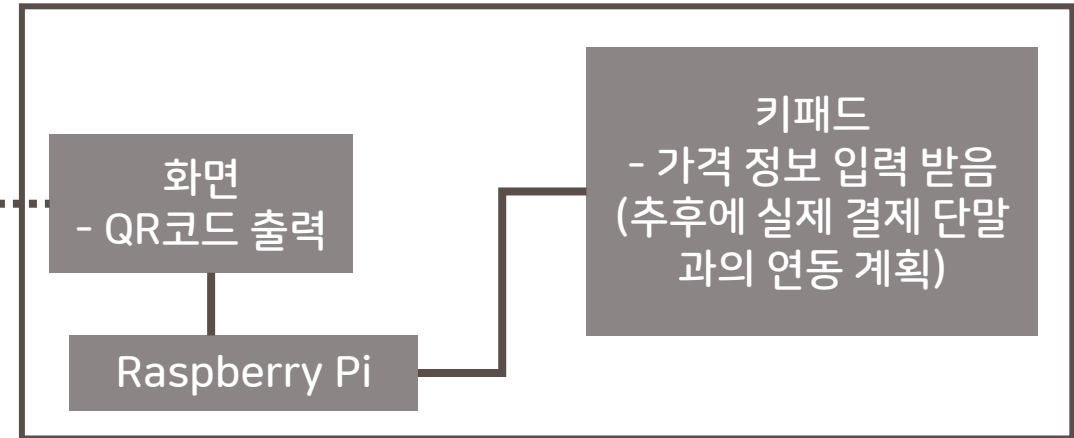 화면
- QR코드 출력
Raspberry Pi
키패드
- 가격 정보 입력 받음
(추후에 실제 결제 단말
과의 연동 계획)